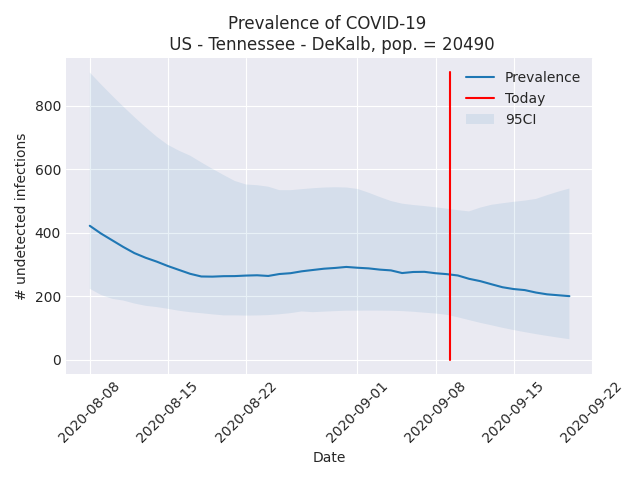 Prevalence of COVID-19
US - Tennessee - DeKalb, pop. = 20490
Prevalence
Today
95CI
# undetected infections
800
600
400
200
0
2020-08-08
2020-08-15
2020-08-22
2020-09-01
2020-09-08
2020-09-15
2020-09-22
Date